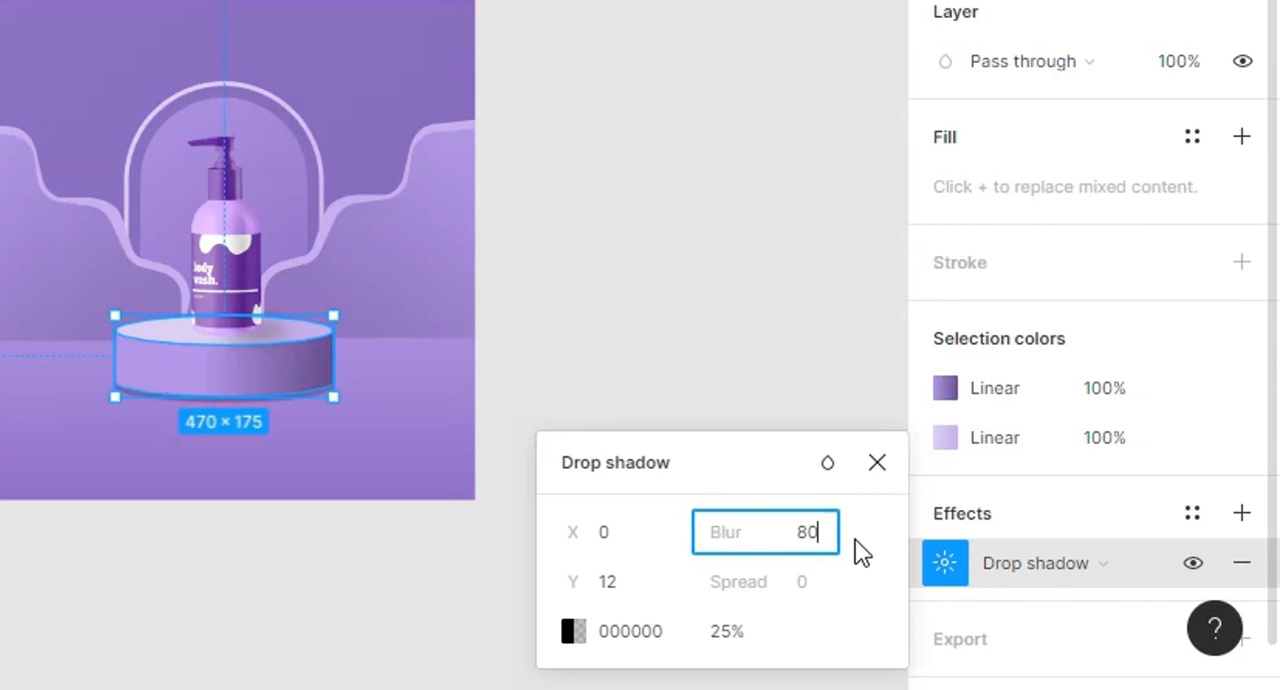 Layer
Pass through 100%
Fill
Click + to replace mixed content.
Stroke
Selection colors
Linear 100%
Linear 100%
Effects
Drop shadow
Export
?
body
wash.
470 × 175
Drop shadow
X 0 Blur 80
Y 12 Spread 0
000000 25%